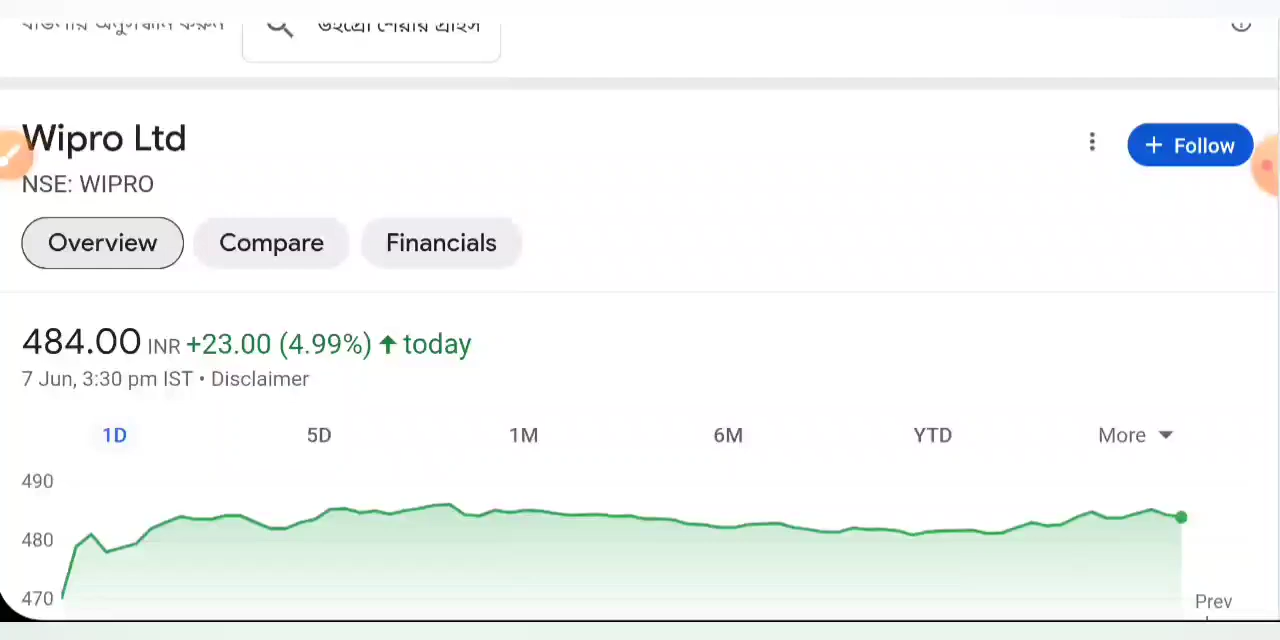 Wipro Ltd
Follow
NSE: WIPRO
Overview Compare Financials
484.00 INR +23.00 (4.99%) today
7 Jun, 3:30 pm IST • Disclaimer
1D 5D 1M 6M YTD More
490
480
470
Prev